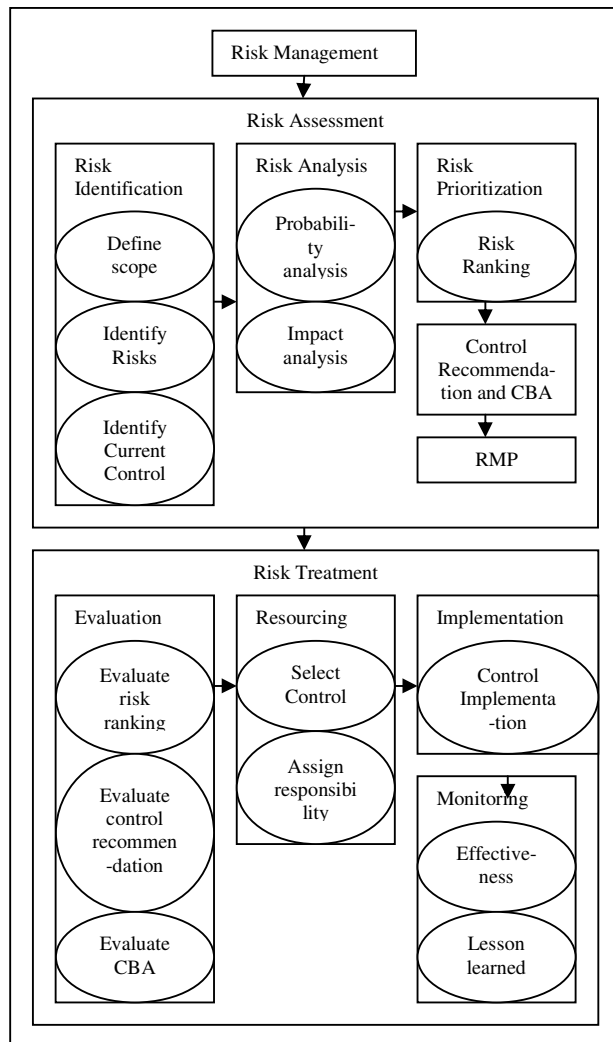 Risk Management
Risk Assessment
Risk
Identification
Define
scope
Identify
Risks
Identify
Current
Control
Risk Analysis
Probabili-
ty
analysis
Impact
analysis
Risk
Prioritization
Risk
Ranking
Control
Recommenda-
tion and CBA
RMP
Risk Treatment
Evaluation
Evaluate
risk
ranking
Evaluate
control
recommen
-dation
Evaluate
CBA
Resourcing
Select
Control
Assign
responsibi
lity
Implementation
Control
Implementa
-tion
Monitoring
Effective-
ness
Lesson
learned